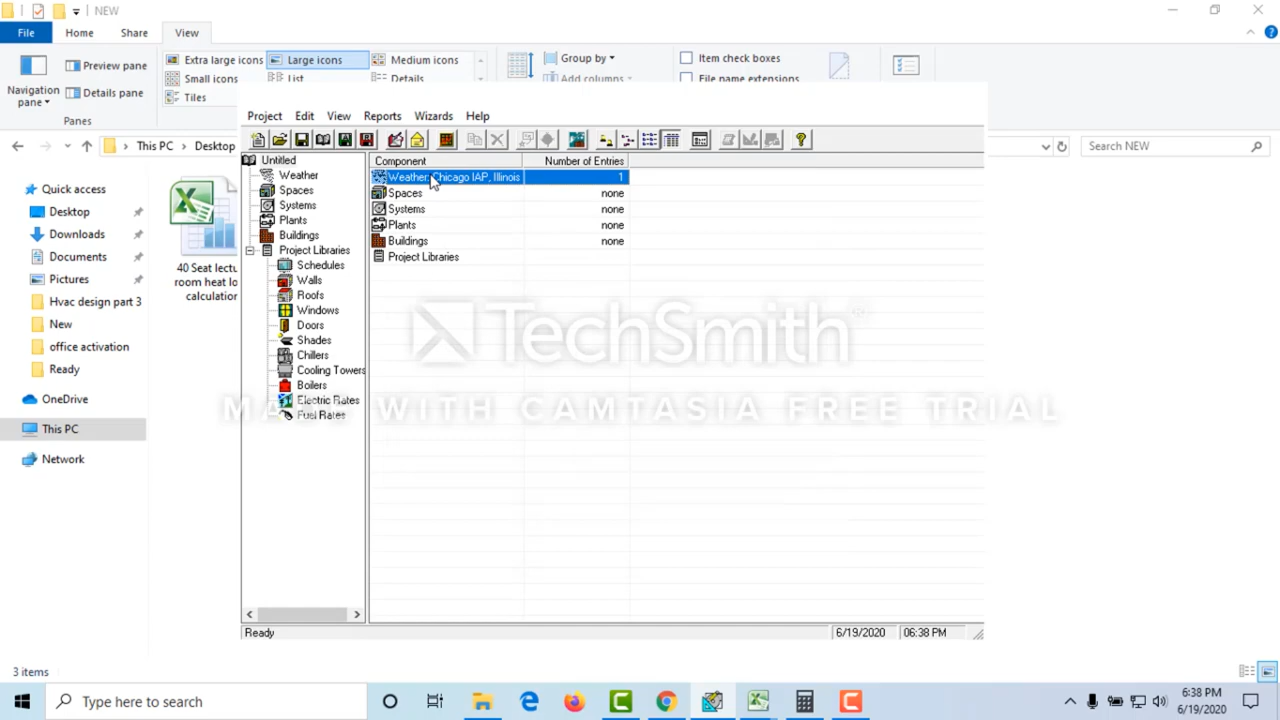 NEW
File
Home
Share
View
Extra large icons
Large icons
Medium icons
Small icons
List
Details
Tiles
Preview pane
Details pane
Navigation
pane
Panes
Group by
Add columns
Item check boxes
File name extensions
This PC
Desktop
Search NEW
Quick access
Desktop
Downloads
Documents
Pictures
Hvac design part 3
New
office activation
Ready
OneDrive
This PC
Network
40 Seat lectu
room heat lo
calculation
Project
Edit
View
Reports
Wizards
Help
Untitled
Weather
Spaces
Systems
Plants
Buildings
Project Libraries
Schedules
Walls
Roofs
Windows
Doors
Shades
Chillers
Cooling Towers
Boilers
Electric Rates
Fuel Rates
Component
Number of Entries
Weather: Chicago IAP, Illinois
1
Spaces
none
Systems
none
Plants
none
Buildings
none
Project Libraries
TechSmith
MADE WITH CAMTASIA FREE TRIAL
Ready
6/19/2020
06:38 PM
3 items
Type here to search
6:38 PM
6/19/2020